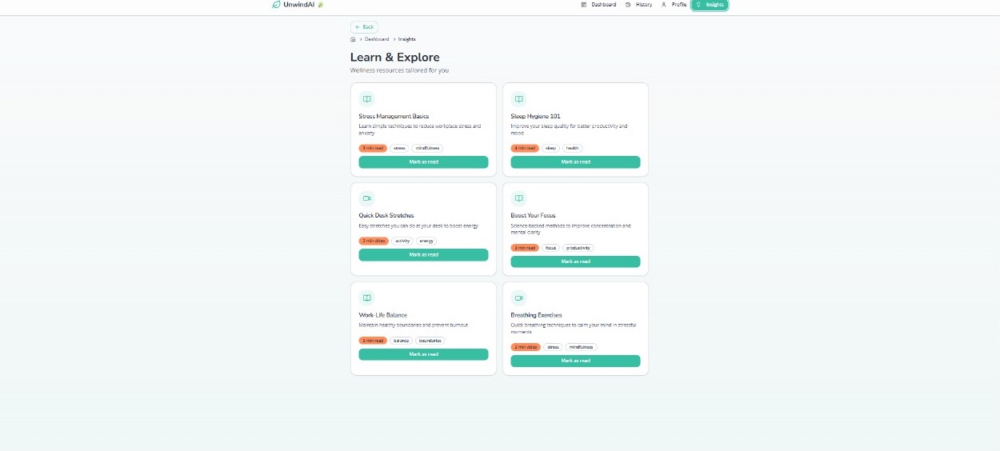 UnwindAI
Dashboard
History
Profile
Insights
Back
Dashboard
Insights
Learn & Explore
Wellness resources tailored for you
Stress Management Basics
Learn simple techniques to reduce workplace stress and
anxiety
3 min read
stress
mindfulness
Mark as read
Sleep Hygiene 101
Improve your sleep quality for better productivity and
mood
4 min read
sleep
health
Mark as read
Quick Desk Stretches
Easy stretches you can do at your desk to boost energy
3 min video
activity
energy
Mark as read
Boost Your Focus
Science-backed methods to improve concentration and
mental clarity
3 min read
focus
productivity
Mark as read
Work-Life Balance
Maintain healthy boundaries and prevent burnout
5 min read
balance
boundaries
Mark as read
Breathing Exercises
Quick breathing techniques to calm your mind in stressful
moments
2 min video
stress
mindfulness
Mark as read